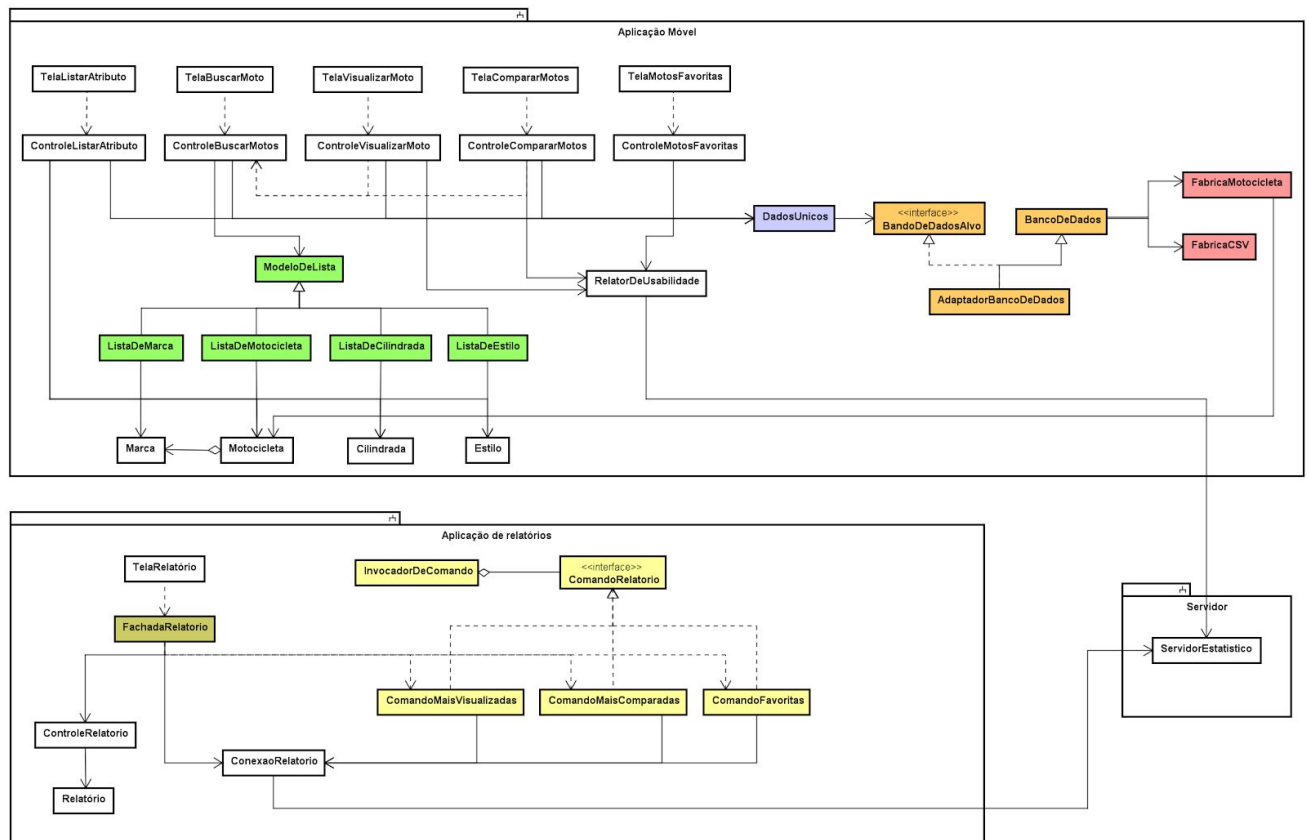 Aplicação Móvel
TelaListarAtributo
TelaBuscarMoto
TelaVisualizarMoto
TelaCompararMotos
TelaMotosFavoritas
ControleListarAtributo
ControleBuscarMotos
ControleVisualizarMoto
ControleCompararMotos
ControleMotosFavoritas
FabricaMotocicleta
DadosUnicos
<<interface>>
BandoDeDadosAlvo
BancoDeDados
FabricaCSV
ModeloDeLista
RelatorDeUsabilidade
AdaptadorBancoDeDados
ListaDeMarca
ListaDeMotocicleta
ListaDeCilindrada
ListaDeEstilo
Marca
Motocicleta
Cilindrada
Estilo
Aplicação de relatórios
TelaRelatório
InvocadorDeComando
<<interface>>
ComandoRelatorio
FachadaRelatorio
ComandoMaisVisualizadas
ComandoMaisComparadas
ComandoFavoritas
ControleRelatorio
ConexaoRelatorio
Relatório
Servidor
ServidorEstatistico